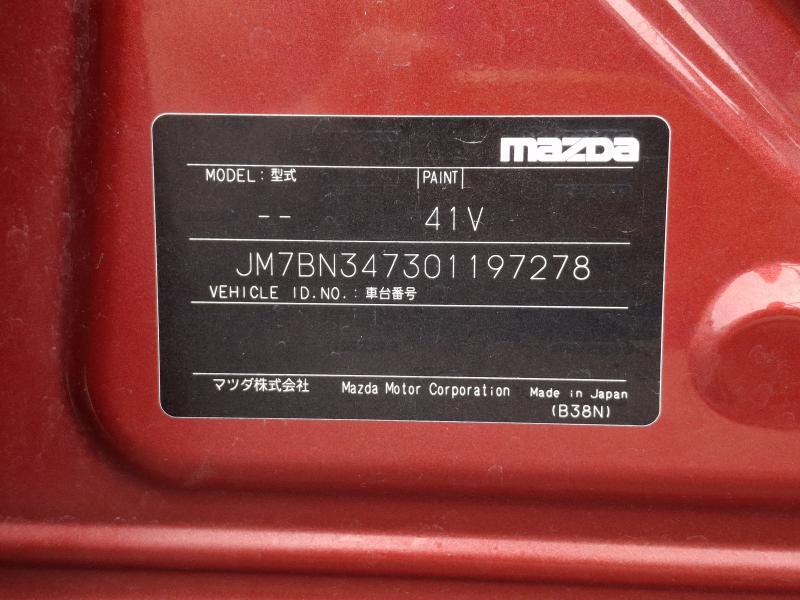 mazda
MODEL：型式 PAINT
-- 41V
JM7BN347301197278
VEHICLE ID.NO.：車台番号
マツダ株式会社 Mazda Motor Corporation Made in Japan
(B38N)